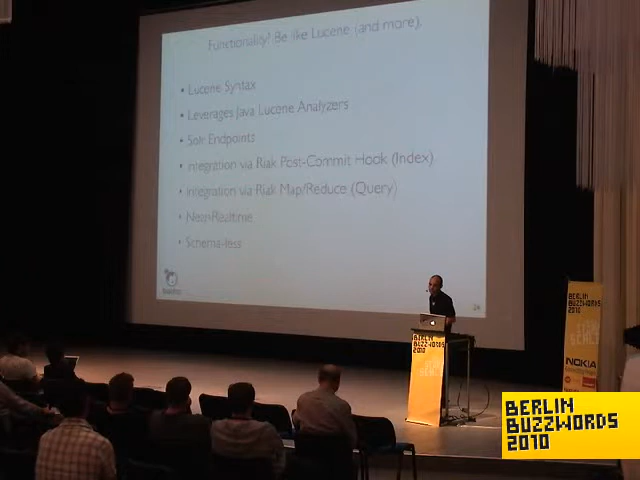 Functionality? Be like Lucene (and more).
• Lucene Syntax
• Leverages Java Lucene Analyzers
• Solr Endpoints
• Integration via Riak Post-Commit Hook (Index)
• Integration via Riak Map/Reduce (Query)
• Near-Realtime
• Schema-less
BERLIN
BUZZWORDS
2010
BERLIN
BUZZWORDS
2010
NOKIA
BERLIN
BUZZWORDS
2010